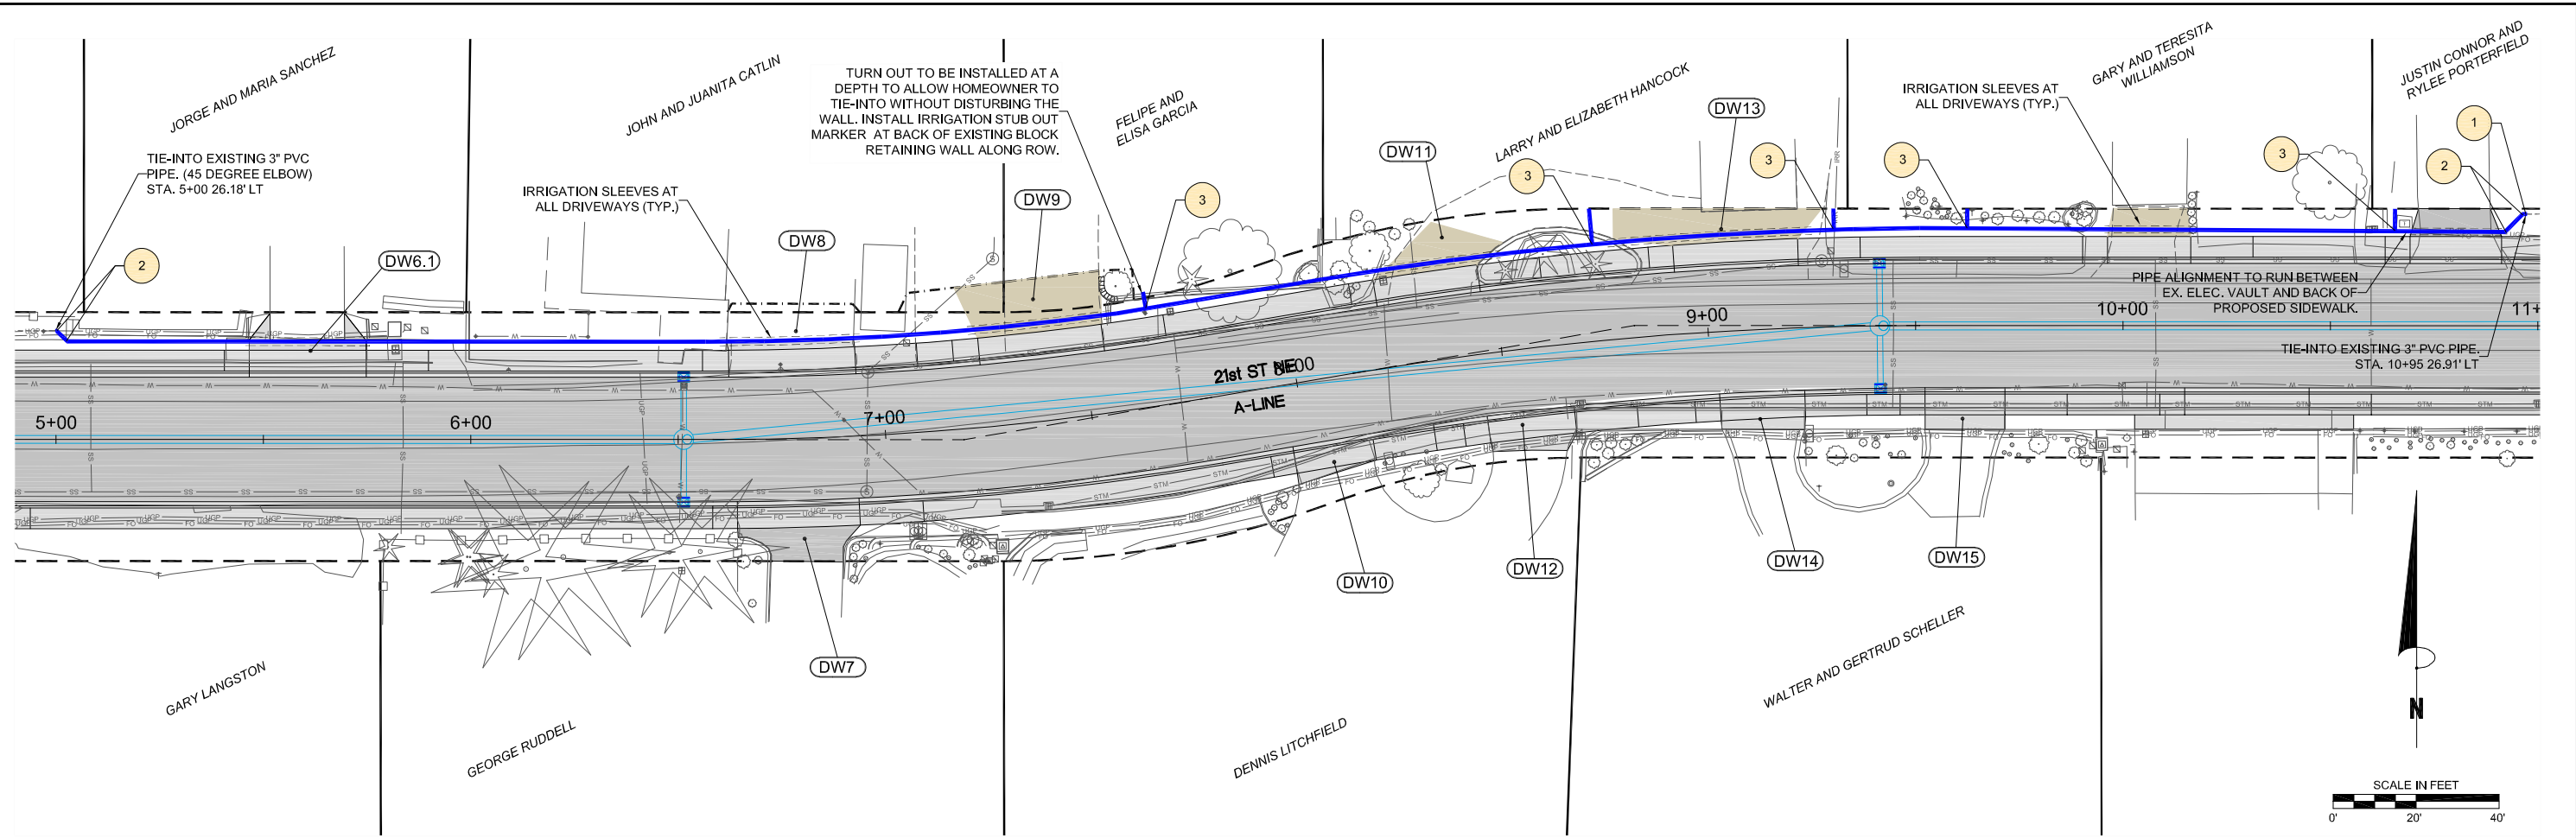 JORGE AND MARIA SANCHEZ
JOHN AND JUANITA CATLIN
TURN OUT TO BE INSTALLED AT A
DEPTH TO ALLOW HOMEOWNER TO
TIE-INTO WITHOUT DISTURBING THE
WALL. INSTALL IRRIGATION STUB OUT
MARKER AT BACK OF EXISTING BLOCK
RETAINING WALL ALONG ROW.
FELIPE AND
ELISA GARCIA
LARRY AND ELIZABETH HANCOCK
GARY AND TERESITA
WILLIAMSON
JUSTIN CONNOR AND
RYLEE PORTERFIELD
TIE-INTO EXISTING 3" PVC
PIPE. (45 DEGREE ELBOW)
STA. 5+00 26.18' LT
IRRIGATION SLEEVES AT
ALL DRIVEWAYS (TYP.)
IRRIGATION SLEEVES AT
ALL DRIVEWAYS (TYP.)
2
DW6.1
DW8
DW9
3
DW11
3
DW13
3
3
3
1
2
PIPE ALIGNMENT TO RUN BETWEEN
EX. ELEC. VAULT AND BACK OF
PROPOSED SIDEWALK.
TIE-INTO EXISTING 3" PVC PIPE.
STA. 10+95 26.91' LT
5+00
6+00
7+00
21st ST NE
8+00
A-LINE
9+00
10+00
11+
DW7
DW10
DW12
DW14
DW15
GARY LANGSTON
GEORGE RUDDELL
DENNIS LITCHFIELD
WALTER AND GERTRUD SCHELLER
N
SCALE IN FEET
0' 20' 40'